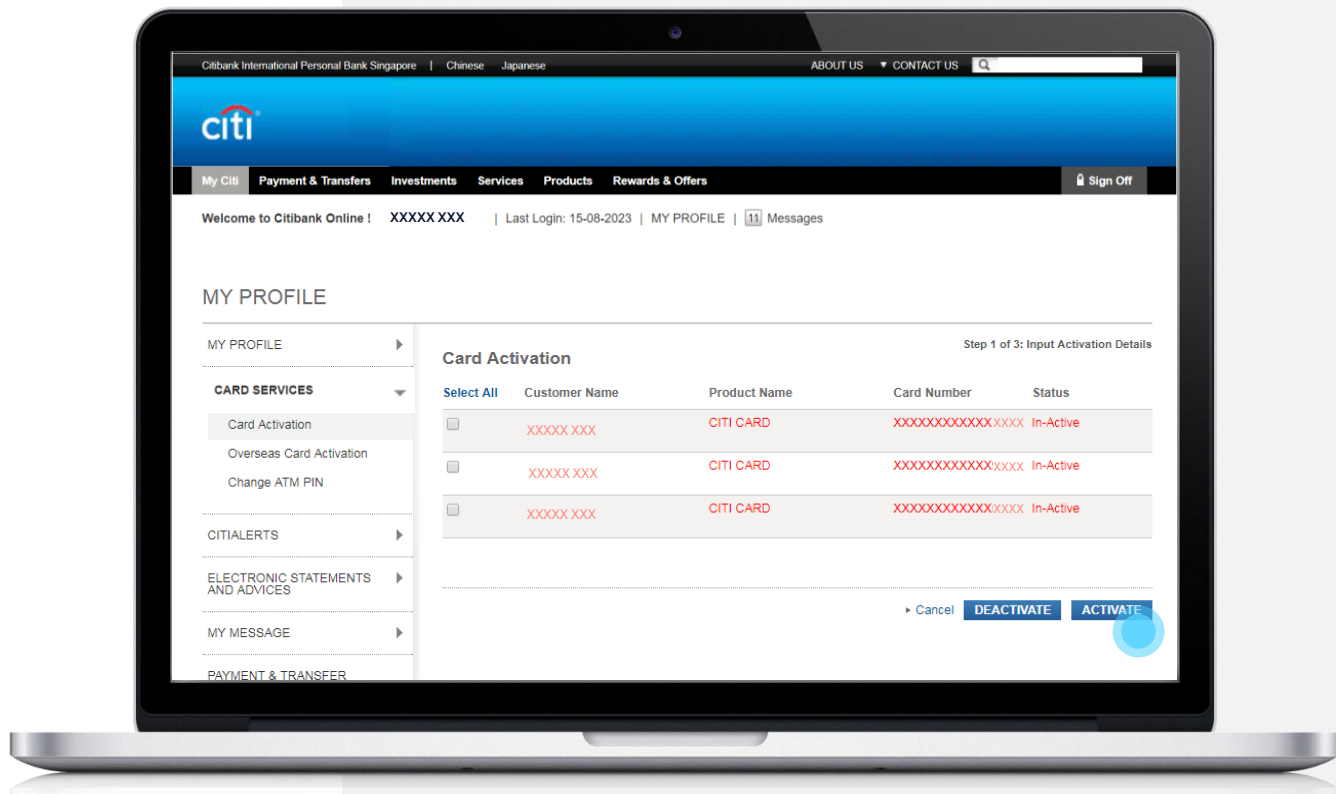 Citibank International Personal Bank Singapore | Chinese Japanese ABOUT US ▼ CONTACT US
citi
My Citi Payment & Transfers Investments Services Products Rewards & Offers Sign Off
Welcome to Citibank Online ! XXXXX XXX | Last Login: 15-08-2023 | MY PROFILE | 11 Messages
MY PROFILE
MY PROFILE
CARD SERVICES
Card Activation
Overseas Card Activation
Change ATM PIN
CITIALERTS
ELECTRONIC STATEMENTS
AND ADVICES
MY MESSAGE
PAYMENT & TRANSFER
Step 1 of 3: Input Activation Details
Card Activation
Select All Customer Name Product Name Card Number Status
XXXXX XXX CITI CARD XXXXXXXXXXXXXXXX In-Active
XXXXX XXX CITI CARD XXXXXXXXXXXXXXXX In-Active
XXXXX XXX CITI CARD XXXXXXXXXXXXXXXX In-Active
Cancel DEACTIVATE ACTIVATE